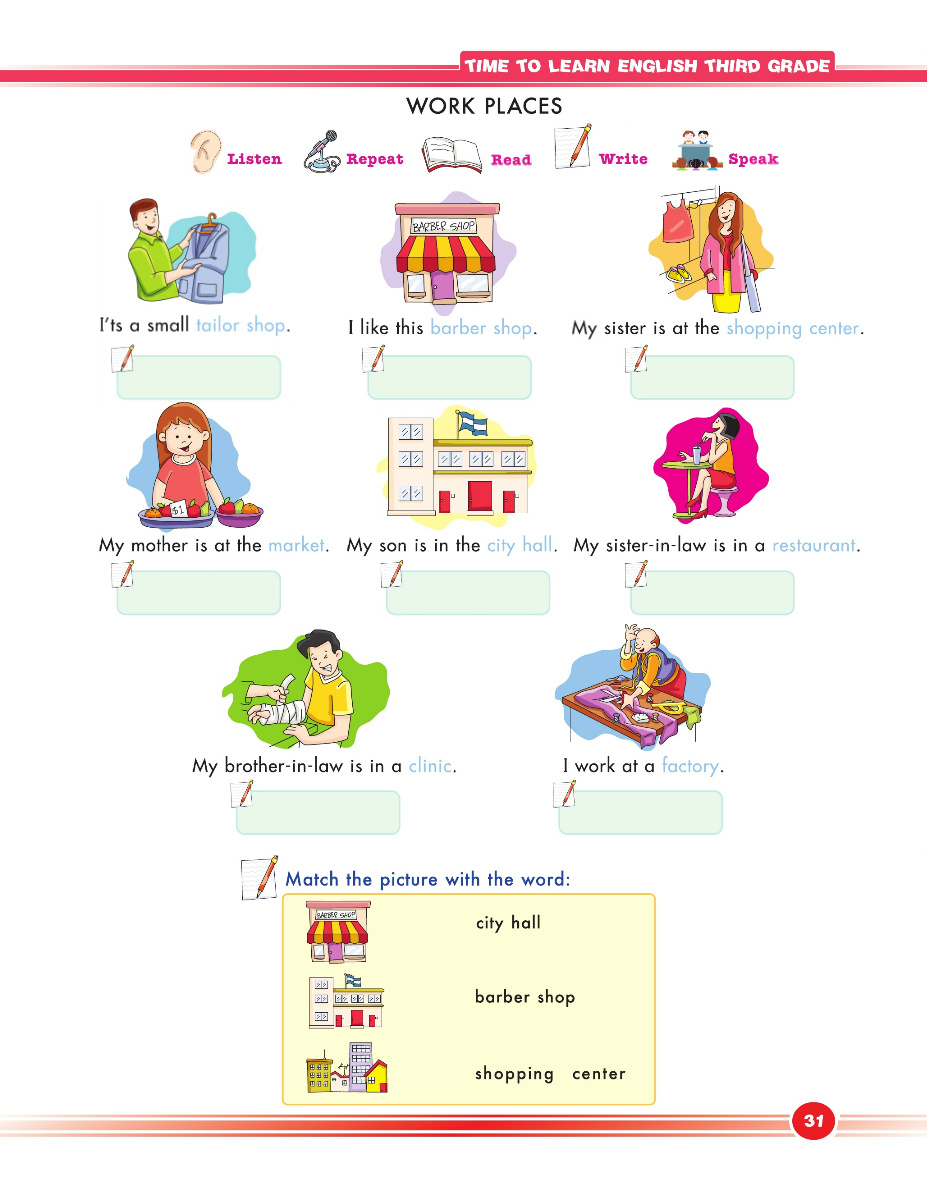 TIME TO LEARN ENGLISH THIRD GRADE
WORK PLACES
Listen Repeat Read Write Speak
BARBER SHOP
I'ts a small tailor shop. I like this barber shop. My sister is at the shopping center.
$1
My mother is at the market. My son is in the city hall. My sister-in-law is in a restaurant.
My brother-in-law is in a clinic. I work at a factory.
Match the picture with the word:
BARBER SHOP
city hall
barber shop
shopping center
31